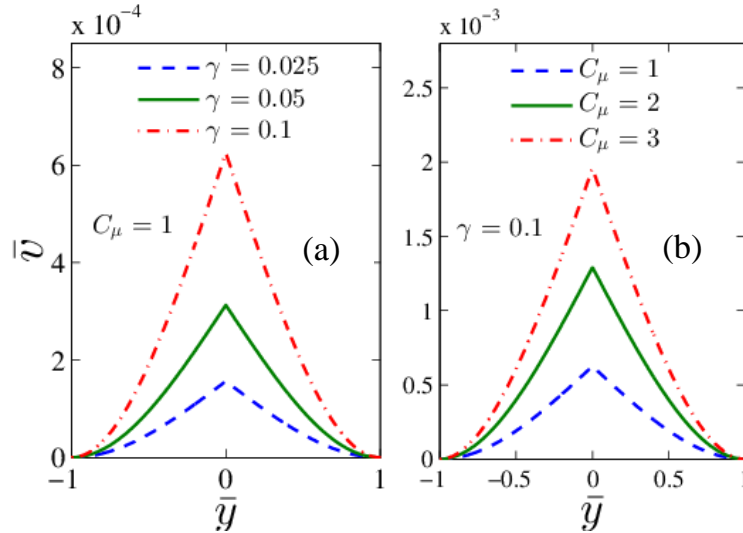 x 10⁻⁴
8
6
4
2
0
−1
0
1
v̄
ȳ
γ = 0.025
γ = 0.05
γ = 0.1
C_μ = 1
(a)
x 10⁻³
2.5
2
1.5
1
0.5
0
−1
−0.5
0
0.5
1
ȳ
C_μ = 1
C_μ = 2
C_μ = 3
γ = 0.1
(b)